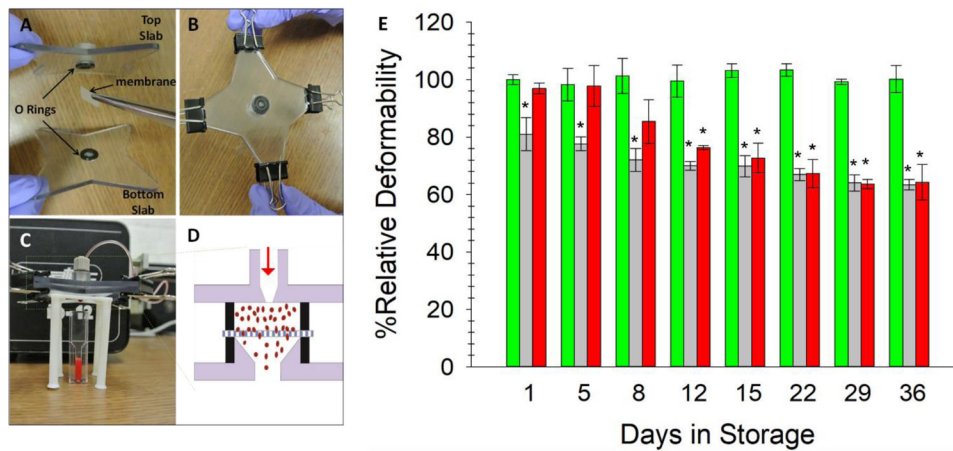 A
Top
Slab
membrane
O Rings
Bottom
Slab
B
C
D
E
%Relative Deformability
120
100
80
60
40
20
0
*
*
*
* *
* *
* *
* *
* *
1 5 8 12 15 22 29 36
Days in Storage